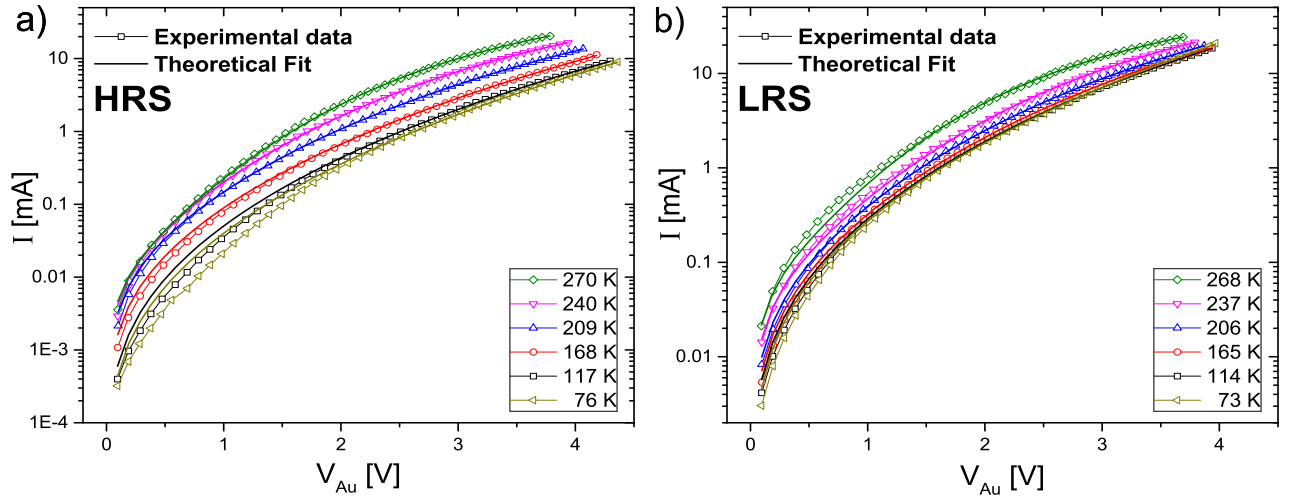 a)
Experimental data
Theoretical Fit
HRS
10
1
0.1
0.01
1E-3
1E-4
I [mA]
270 K
240 K
209 K
168 K
117 K
76 K
0 1 2 3 4
V_Au [V]
b)
Experimental data
Theoretical Fit
LRS
10
1
0.1
0.01
I [mA]
268 K
237 K
206 K
165 K
114 K
73 K
0 1 2 3 4
V_Au [V]